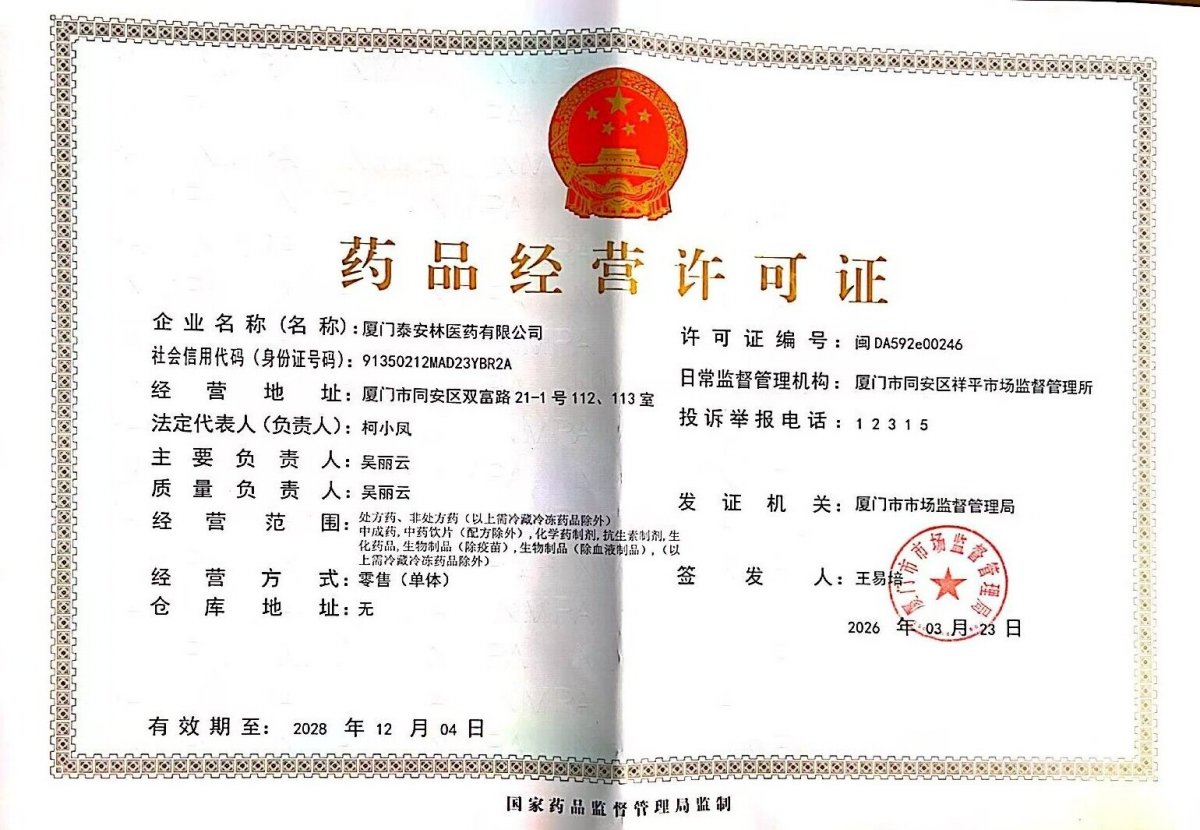 药品经营许可证
企业名称（名称）：厦门泰安林医药有限公司
社会信用代码（身份证号码）：91350212MAD23YBR2A
经营地址：厦门市同安区双富路21-1号112、113室
法定代表人（负责人）：柯小凤
主要负责人：吴丽云
质量负责人：吴丽云
经营范围：处方药、非处方药（以上需冷藏冷冻药品除外）
中成药,中药饮片（配方除外）,化学药制剂,抗生素制剂,生
化药品,生物制品（除疫苗）,生物制品（除血液制品）,（以
上需冷藏冷冻药品除外）
经营方式：零售（单体）
仓库地址：无
有效期至：2028年12月04日
许可证编号：闽DA592e00246
日常监督管理机构：厦门市同安区祥平市场监督管理所
投诉举报电话：12315
发证机关：厦门市市场监督管理局
签发人：王易培
厦门市市场监督管理局
2026年03月23日
国家药品监督管理局监制